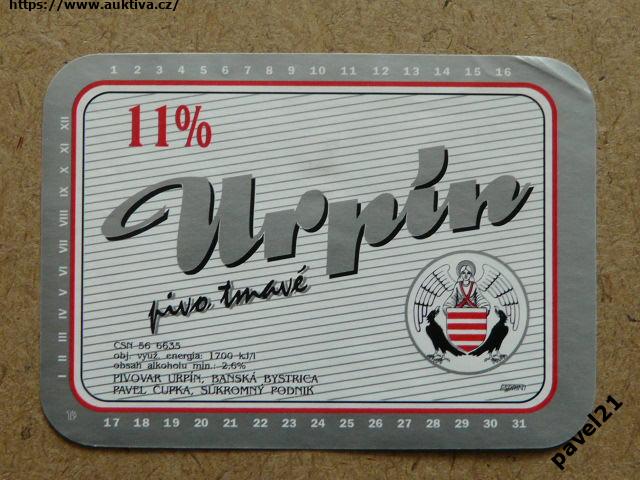 https://www.auktiva.cz/
1 2 3 4 5 6 7 8 9 10 11 12 13 14 15 16
I II III IV V VI VII VIII IX X XI XII
11%
Urpín
pivo tmavé
ČSN 56 6635
obj. využ. energia: 1700 kJ/l
obsah alkoholu min.: 2,6%
PIVOVAR URPÍN, BANSKÁ BYSTRICA
PAVEL ČUPKA, SÚKROMNÝ PODNIK
17 18 19 20 21 22 23 24 25 26 27 28 29 30 31
pavel21